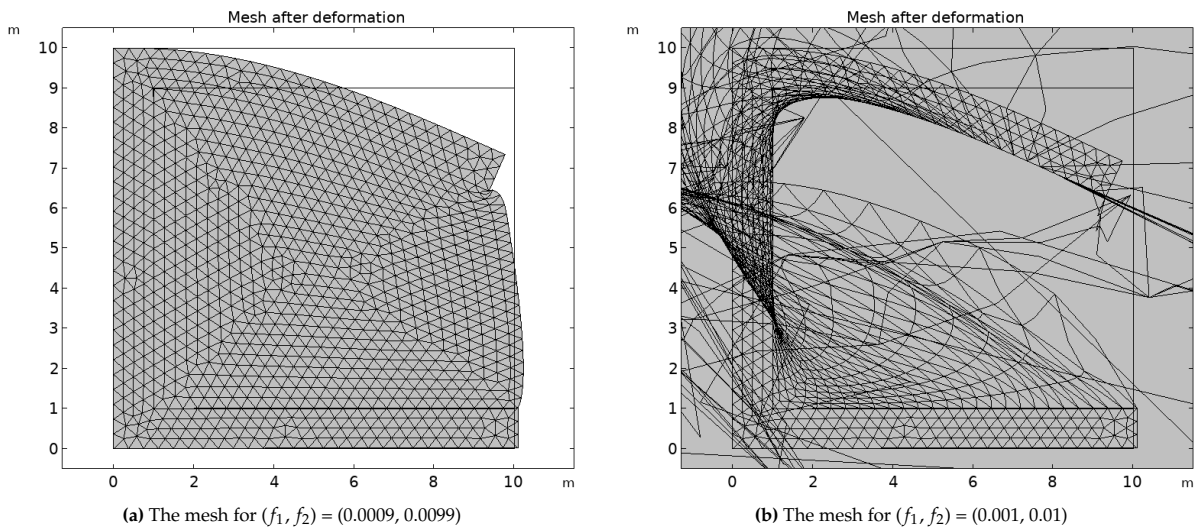 Mesh after deformation
m
10
9
8
7
6
5
4
3
2
1
0
0 2 4 6 8 10 m
(a) The mesh for (f₁, f₂) = (0.0009, 0.0099)
Mesh after deformation
m
10
9
8
7
6
5
4
3
2
1
0
0 2 4 6 8 10 m
(b) The mesh for (f₁, f₂) = (0.001, 0.01)